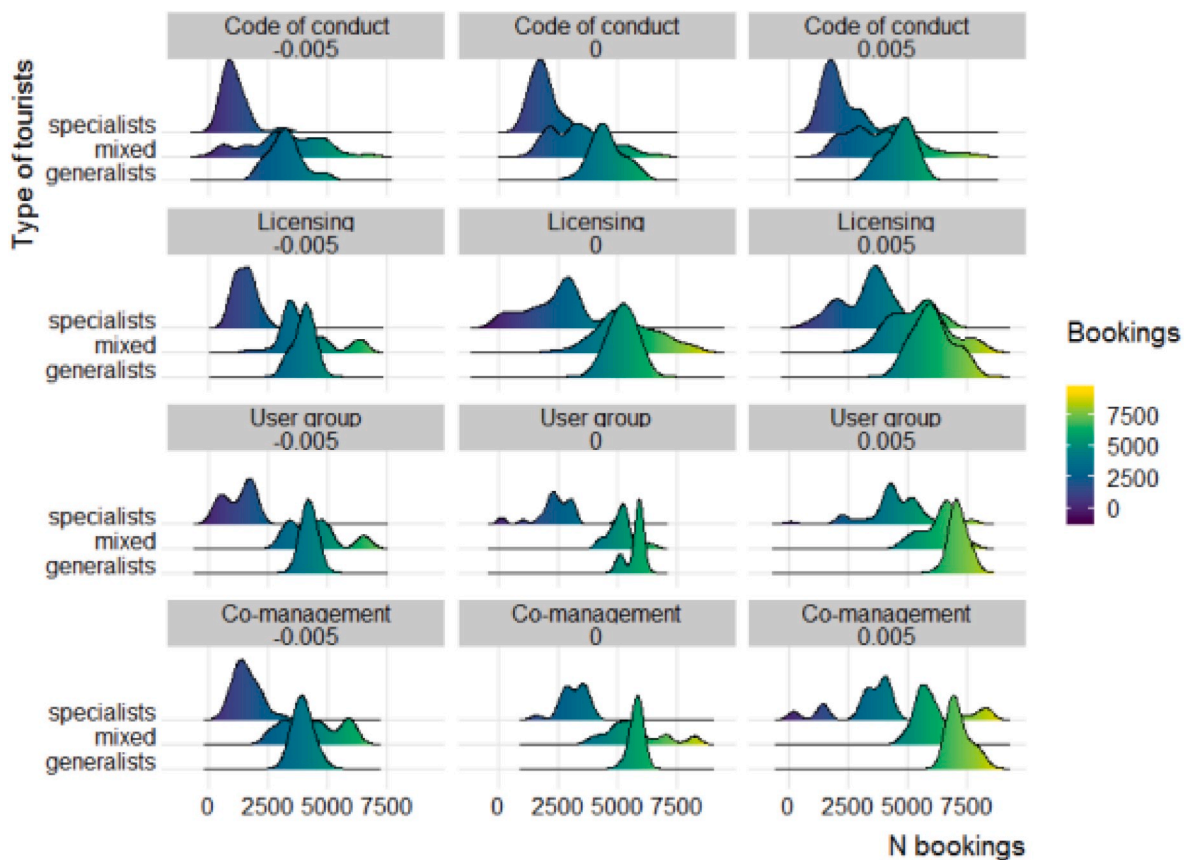 Type of tourists
Code of conduct
-0.005
Code of conduct
0
Code of conduct
0.005
specialists
mixed
generalists
Licensing
-0.005
Licensing
0
Licensing
0.005
specialists
mixed
generalists
User group
-0.005
User group
0
User group
0.005
specialists
mixed
generalists
Co-management
-0.005
Co-management
0
Co-management
0.005
specialists
mixed
generalists
0 2500 5000 7500
0 2500 5000 7500
0 2500 5000 7500
N bookings
Bookings
7500
5000
2500
0